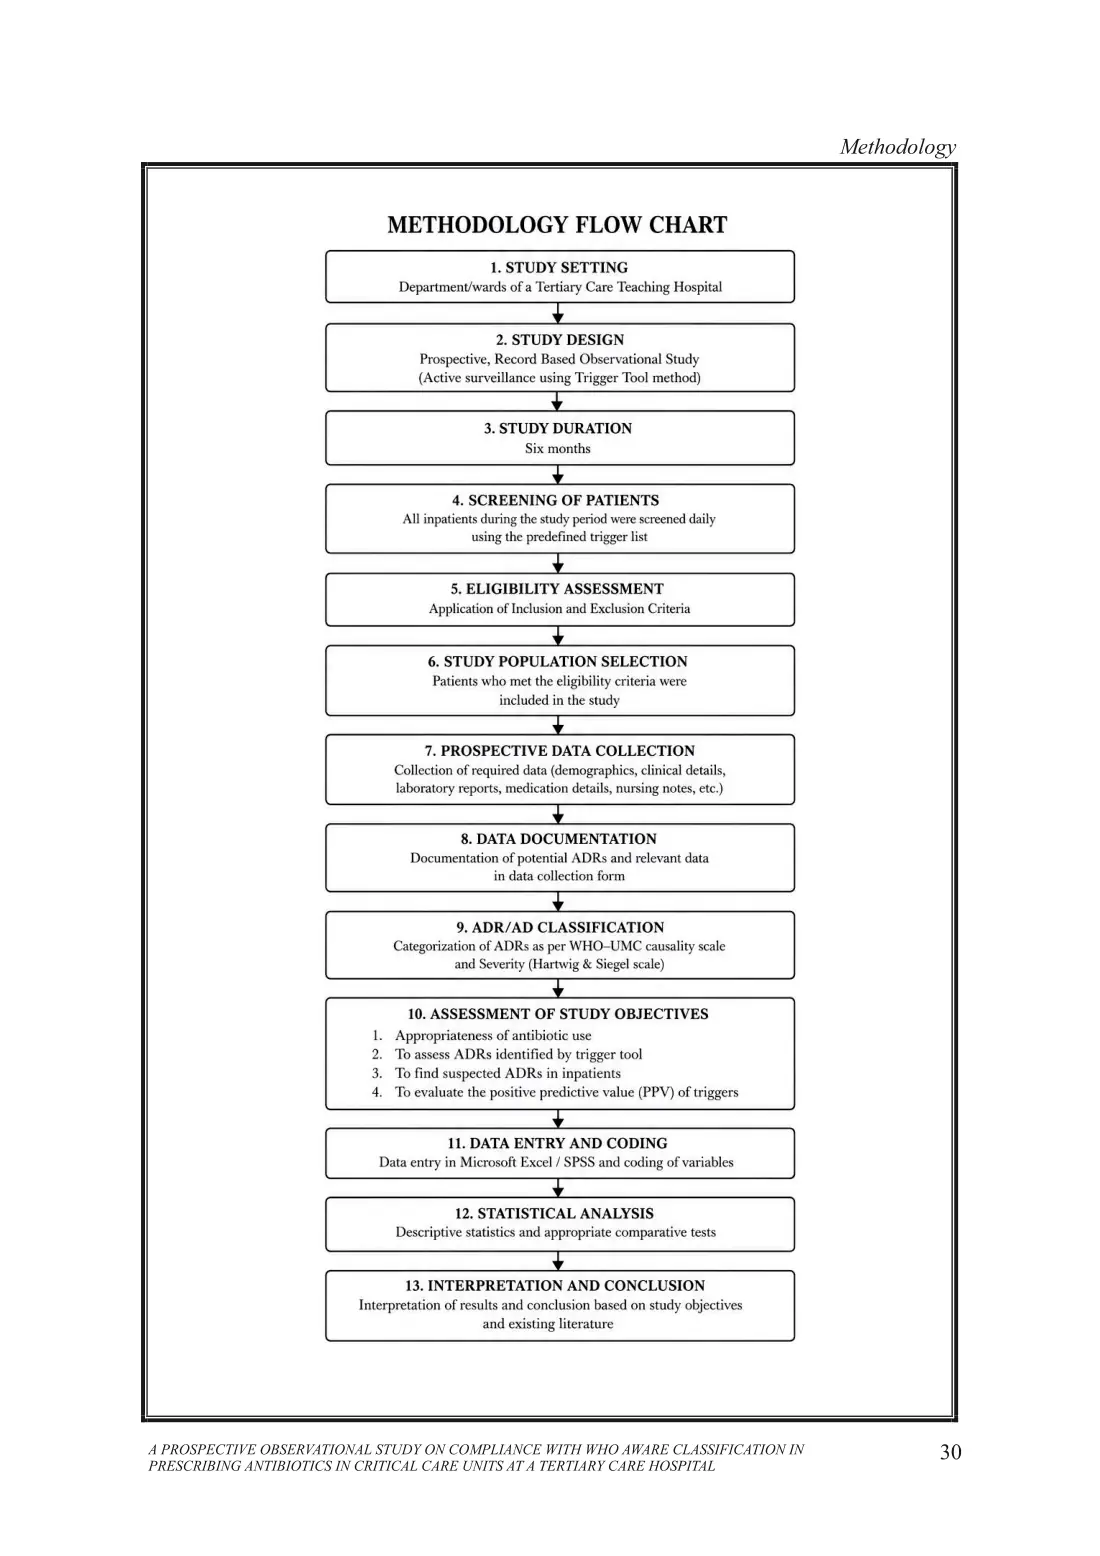 Methodology
METHODOLOGY FLOW CHART
1. STUDY SETTING
Department/wards of a Tertiary Care Teaching Hospital
2. STUDY DESIGN
Prospective, Record Based Observational Study
(Active surveillance using Trigger Tool method)
3. STUDY DURATION
Six months
4. SCREENING OF PATIENTS
All inpatients during the study period were screened daily
using the predefined trigger list
5. ELIGIBILITY ASSESSMENT
Application of Inclusion and Exclusion Criteria
6. STUDY POPULATION SELECTION
Patients who met the eligibility criteria were
included in the study
7. PROSPECTIVE DATA COLLECTION
Collection of required data (demographics, clinical details,
laboratory reports, medication details, nursing notes, etc.)
8. DATA DOCUMENTATION
Documentation of potential ADRs and relevant data
in data collection form
9. ADR/AD CLASSIFICATION
Categorization of ADRs as per WHO–UMC causality scale
and Severity (Hartwig & Siegel scale)
10. ASSESSMENT OF STUDY OBJECTIVES
1. Appropriateness of antibiotic use
2. To assess ADRs identified by trigger tool
3. To find suspected ADRs in inpatients
4. To evaluate the positive predictive value (PPV) of triggers
11. DATA ENTRY AND CODING
Data entry in Microsoft Excel / SPSS and coding of variables
12. STATISTICAL ANALYSIS
Descriptive statistics and appropriate comparative tests
13. INTERPRETATION AND CONCLUSION
Interpretation of results and conclusion based on study objectives
and existing literature
A PROSPECTIVE OBSERVATIONAL STUDY ON COMPLIANCE WITH WHO AWARE CLASSIFICATION IN
PRESCRIBING ANTIBIOTICS IN CRITICAL CARE UNITS AT A TERTIARY CARE HOSPITAL
30